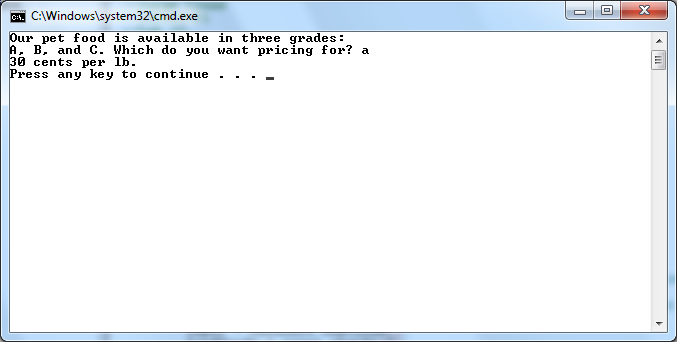 C:\Windows\system32\cmd.exe
Our pet food is available in three grades:
A, B, and C. Which do you want pricing for? a
30 cents per lb.
Press any key to continue . . . _